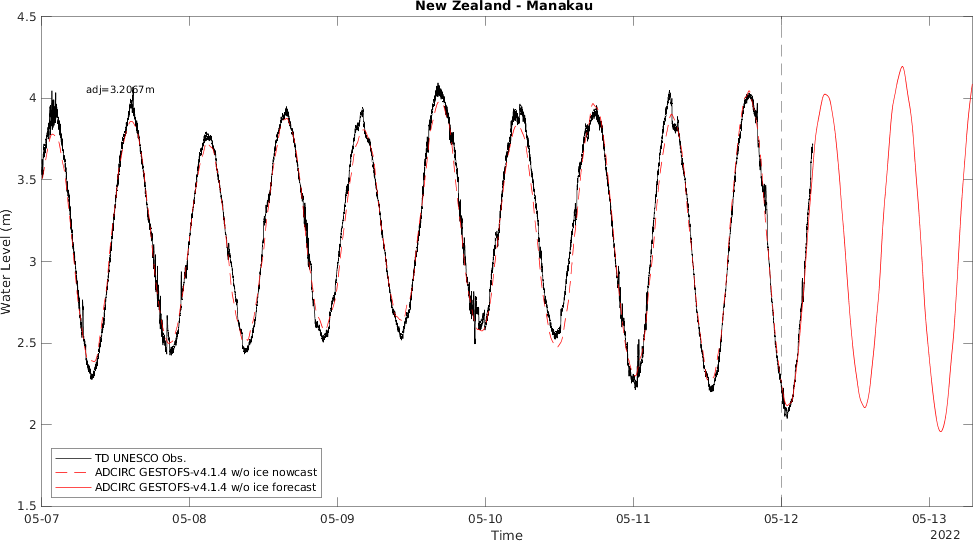 New Zealand - Manakau
4.5
4
3.5
3
2.5
2
1.5
Water Level (m)
adj=3.2067m
TD UNESCO Obs.
ADCIRC GESTOFS-v4.1.4 w/o ice nowcast
ADCIRC GESTOFS-v4.1.4 w/o ice forecast
05-07 05-08 05-09 05-10 05-11 05-12 05-13
Time
2022